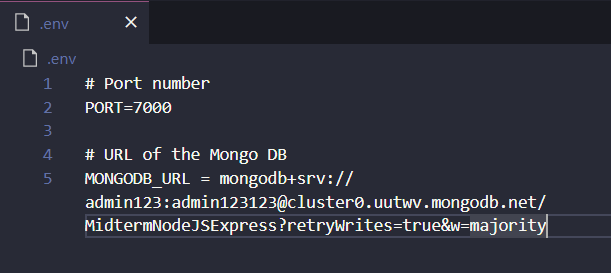 .env
.env
1 # Port number
2 PORT=7000
3
4 # URL of the Mongo DB
5 MONGODB_URL = mongodb+srv://
admin123:admin123123@cluster0.uutwv.mongodb.net/
MidtermNodeJSExpress?retryWrites=true&w=majority